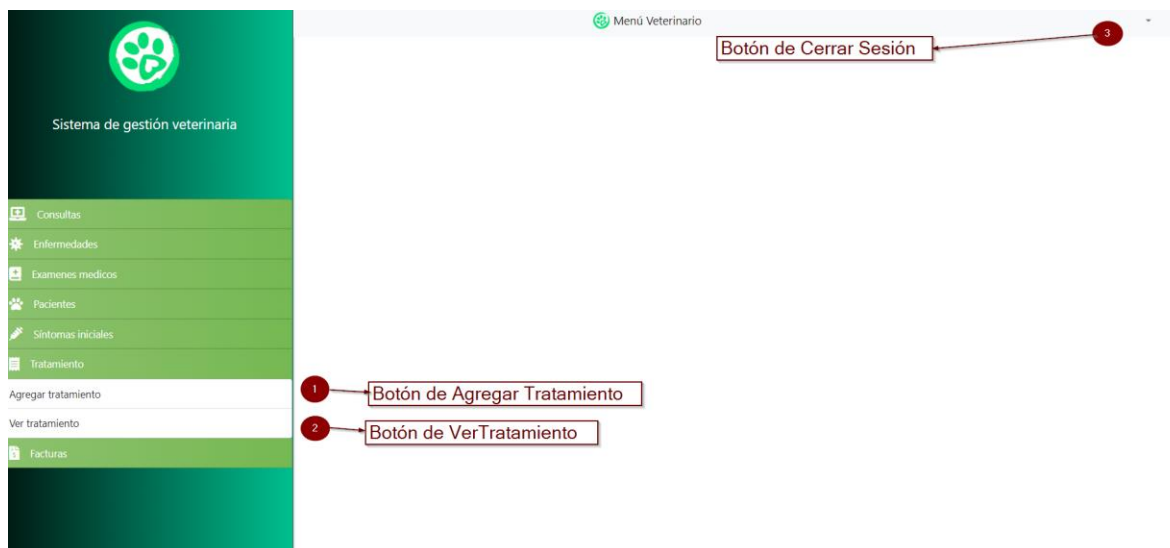 Menú Veterinario
3
Botón de Cerrar Sesión
Sistema de gestión veterinaria
Consultas
Enfermedades
Examenes medicos
Pacientes
Síntomas iniciales
Tratamiento
Agregar tratamiento
1
Botón de Agregar Tratamiento
Ver tratamiento
2
Botón de VerTratamiento
Facturas